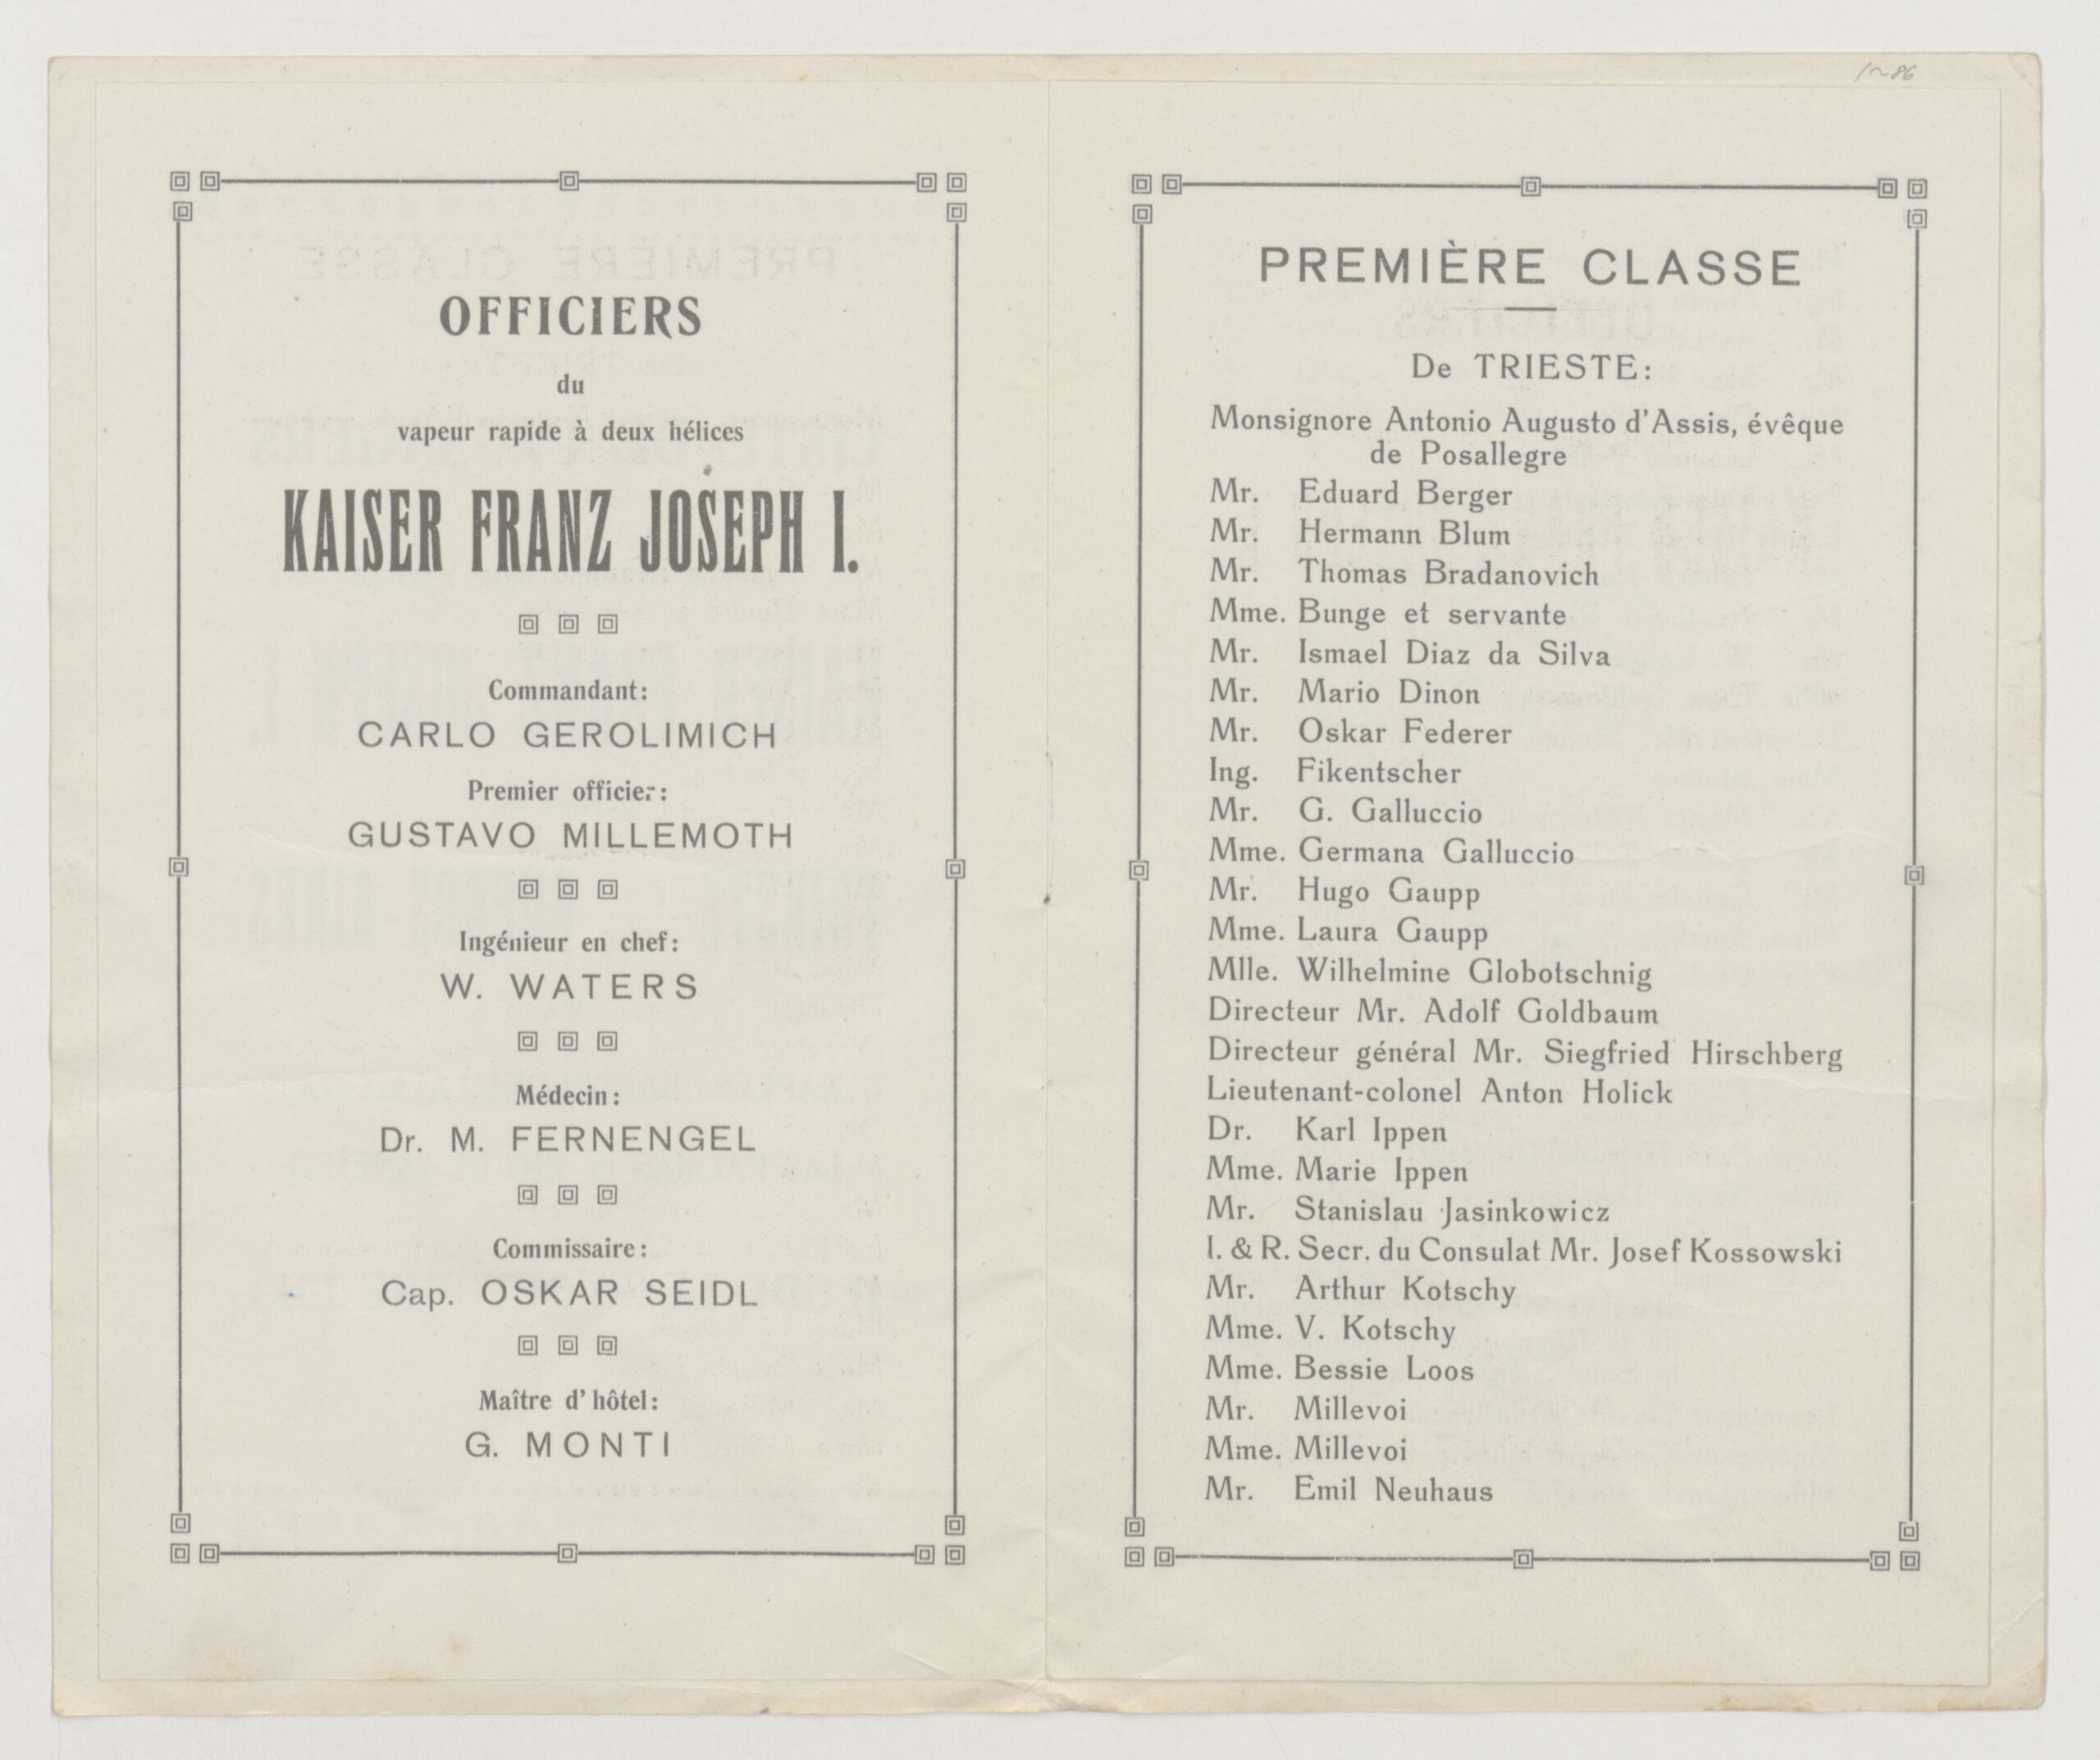 OFFICIERS
du
vapeur rapide à deux hélices
KAISER FRANZ JOSEPH I.
Commandant:
CARLO GEROLIMICH
Premier officier:
GUSTAVO MILLEMOTH
Ingénieur en chef:
W. WATERS
Médecin:
Dr. M. FERNENGEL
Commissaire:
Cap. OSKAR SEIDL
Maître d'hôtel:
G. MONTI
PREMIÈRE CLASSE
De TRIESTE:
Monsignore Antonio Augusto d'Assis, évêque
de Posallegre
Mr. Eduard Berger
Mr. Hermann Blum
Mr. Thomas Bradanovich
Mme. Bunge et servante
Mr. Ismael Diaz da Silva
Mr. Mario Dinon
Mr. Oskar Federer
Ing. Fikentscher
Mr. G. Galluccio
Mme. Germana Galluccio
Mr. Hugo Gaupp
Mme. Laura Gaupp
Mlle. Wilhelmine Globotschnig
Directeur Mr. Adolf Goldbaum
Directeur général Mr. Siegfried Hirschberg
Lieutenant-colonel Anton Holick
Dr. Karl Ippen
Mme. Marie Ippen
Mr. Stanislau Jasinkowicz
I. & R. Secr. du Consulat Mr. Josef Kossowski
Mr. Arthur Kotschy
Mme. V. Kotschy
Mme. Bessie Loos
Mr. Millevoi
Mme. Millevoi
Mr. Emil Neuhaus